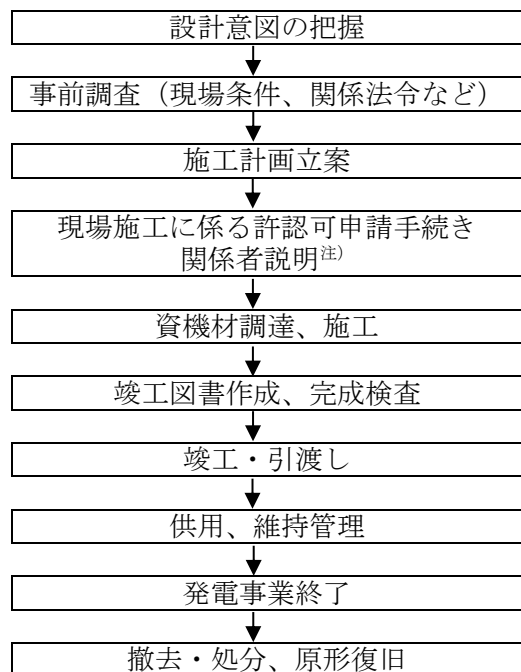 設計意図の把握
事前調査（現場条件、関係法令など）
施工計画立案
現場施工に係る許認可申請手続き
関係者説明注）
資機材調達、施工
竣工図書作成、完成検査
竣工・引渡し
供用、維持管理
発電事業終了
撤去・処分、原形復旧